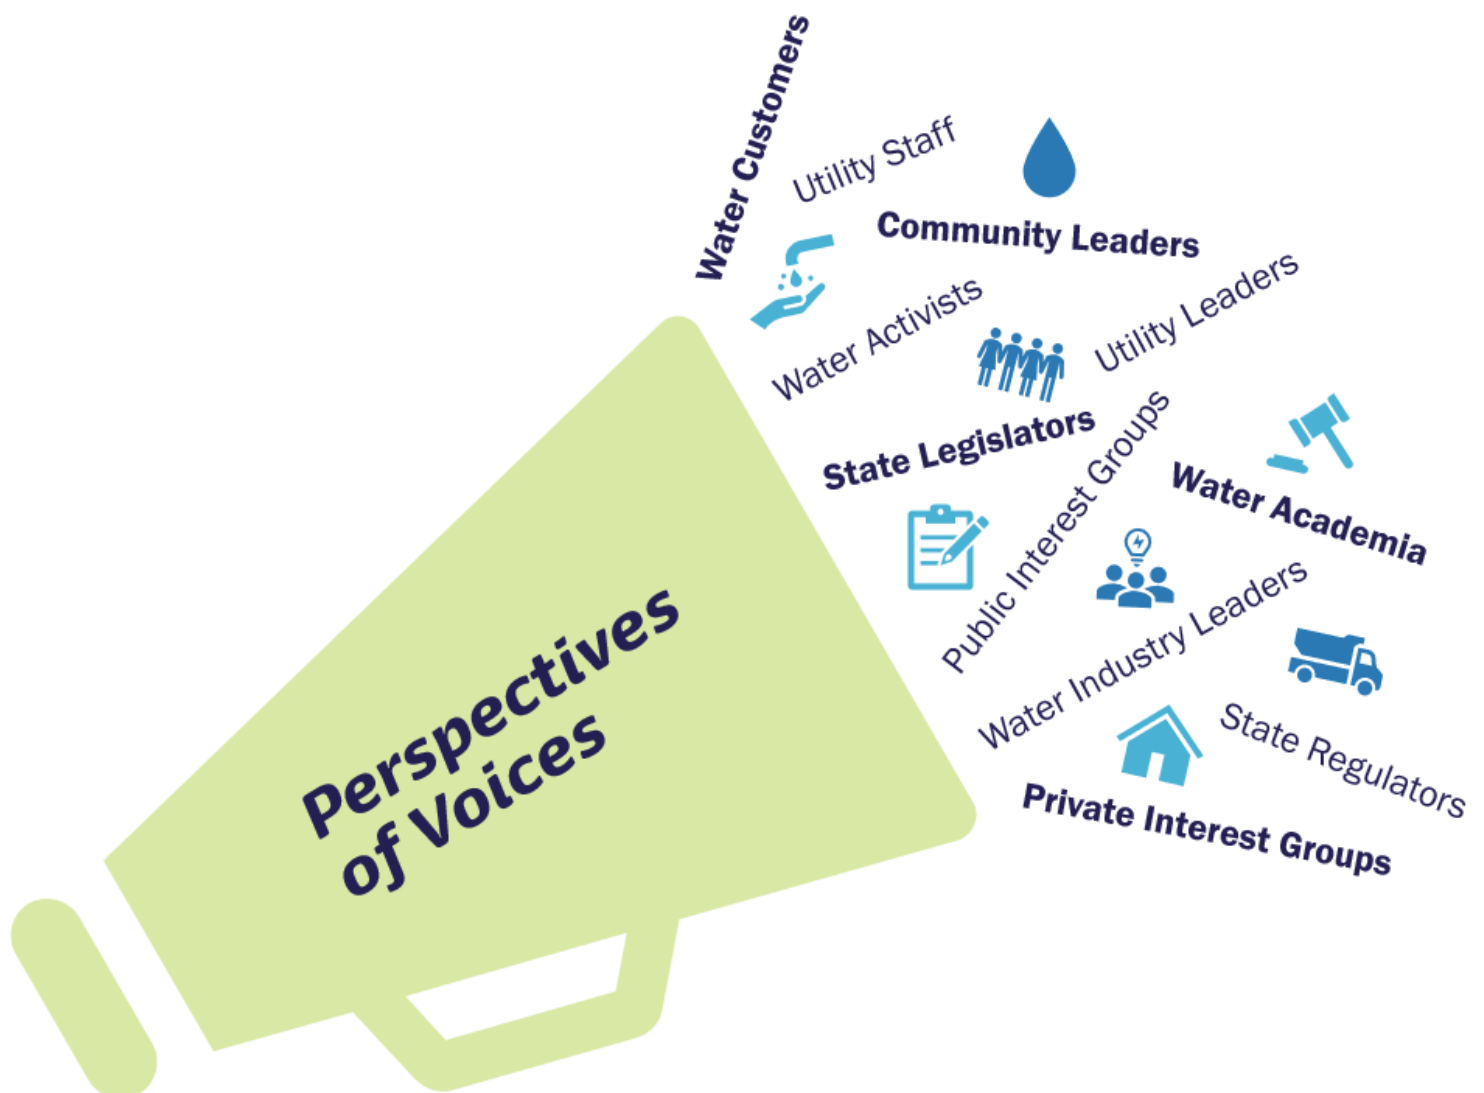 Water Customers
Utility Staff
Community Leaders
Water Activists
Utility Leaders
State Legislators
Public Interest Groups
Water Academia
Water Industry Leaders
State Regulators
Private Interest Groups
Perspectives
of Voices